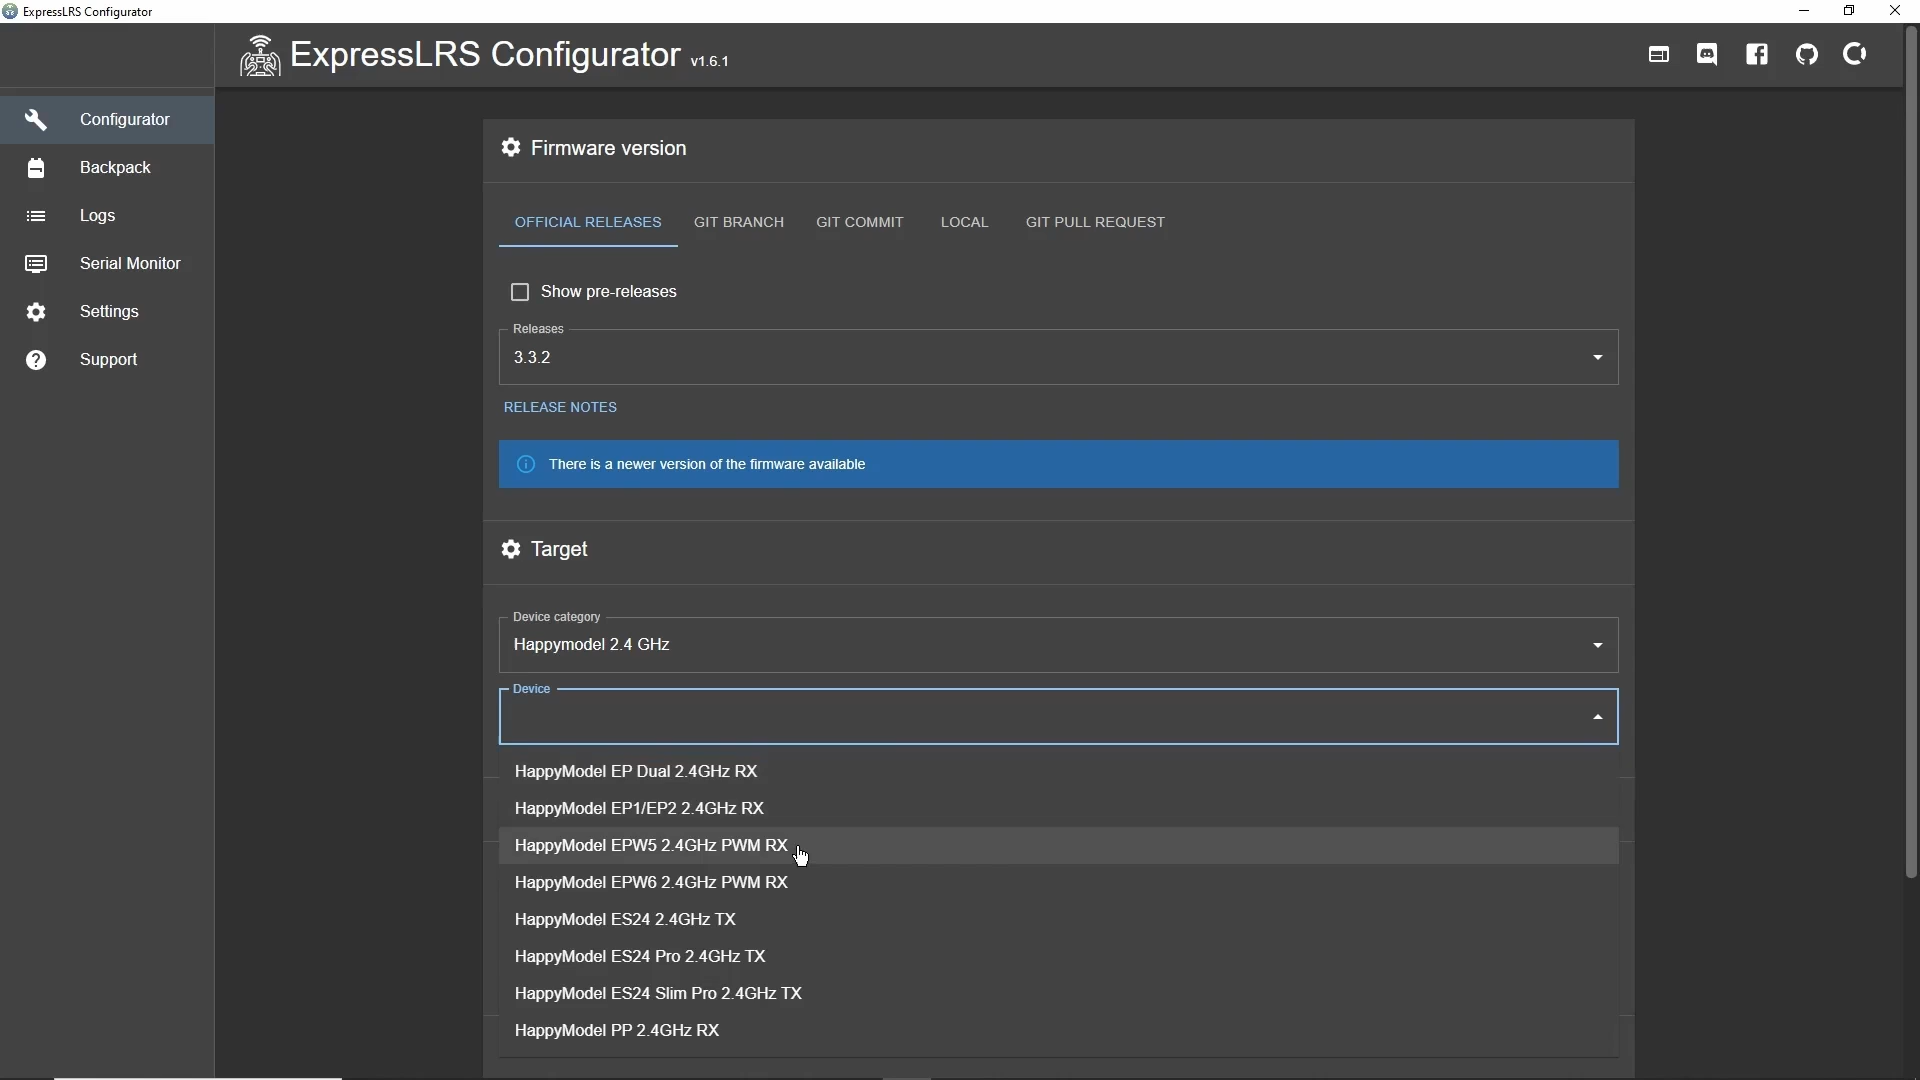 ExpressLRS Configurator
ExpressLRS Configurator v1.6.1
Configurator
Backpack
Logs
Serial Monitor
Settings
Support
Firmware version
OFFICIAL RELEASES GIT BRANCH GIT COMMIT LOCAL GIT PULL REQUEST
Show pre-releases
Releases
3.3.2
RELEASE NOTES
There is a newer version of the firmware available
Target
Device category
Happymodel 2.4 GHz
Device
HappyModel EP Dual 2.4GHz RX
HappyModel EP1/EP2 2.4GHz RX
HappyModel EPW5 2.4GHz PWM RX
HappyModel EPW6 2.4GHz PWM RX
HappyModel ES24 2.4GHz TX
HappyModel ES24 Pro 2.4GHz TX
HappyModel ES24 Slim Pro 2.4GHz TX
HappyModel PP 2.4GHz RX